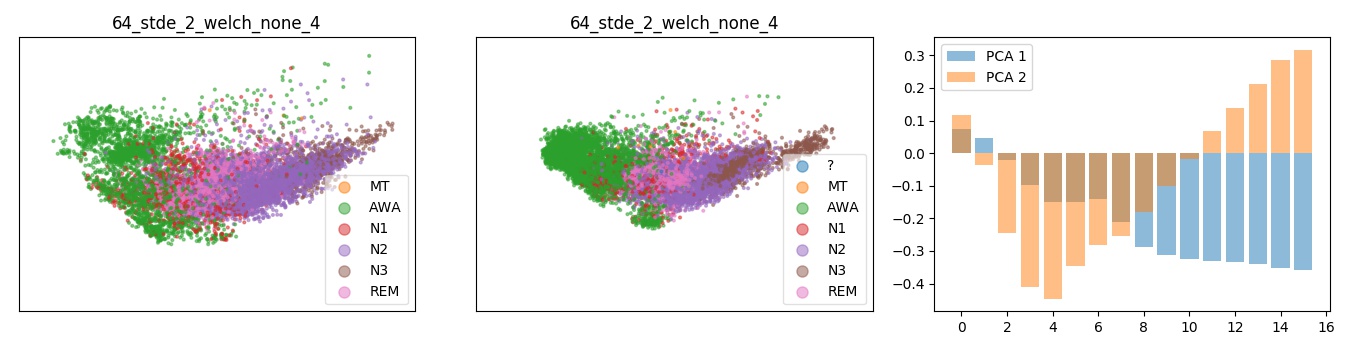 64_stde_2_welch_none_4
MT
AWA
N1
N2
N3
REM
64_stde_2_welch_none_4
?
MT
AWA
N1
N2
N3
REM
PCA 1
PCA 2
0.3
0.2
0.1
0.0
−0.1
−0.2
−0.3
−0.4
0 2 4 6 8 10 12 14 16